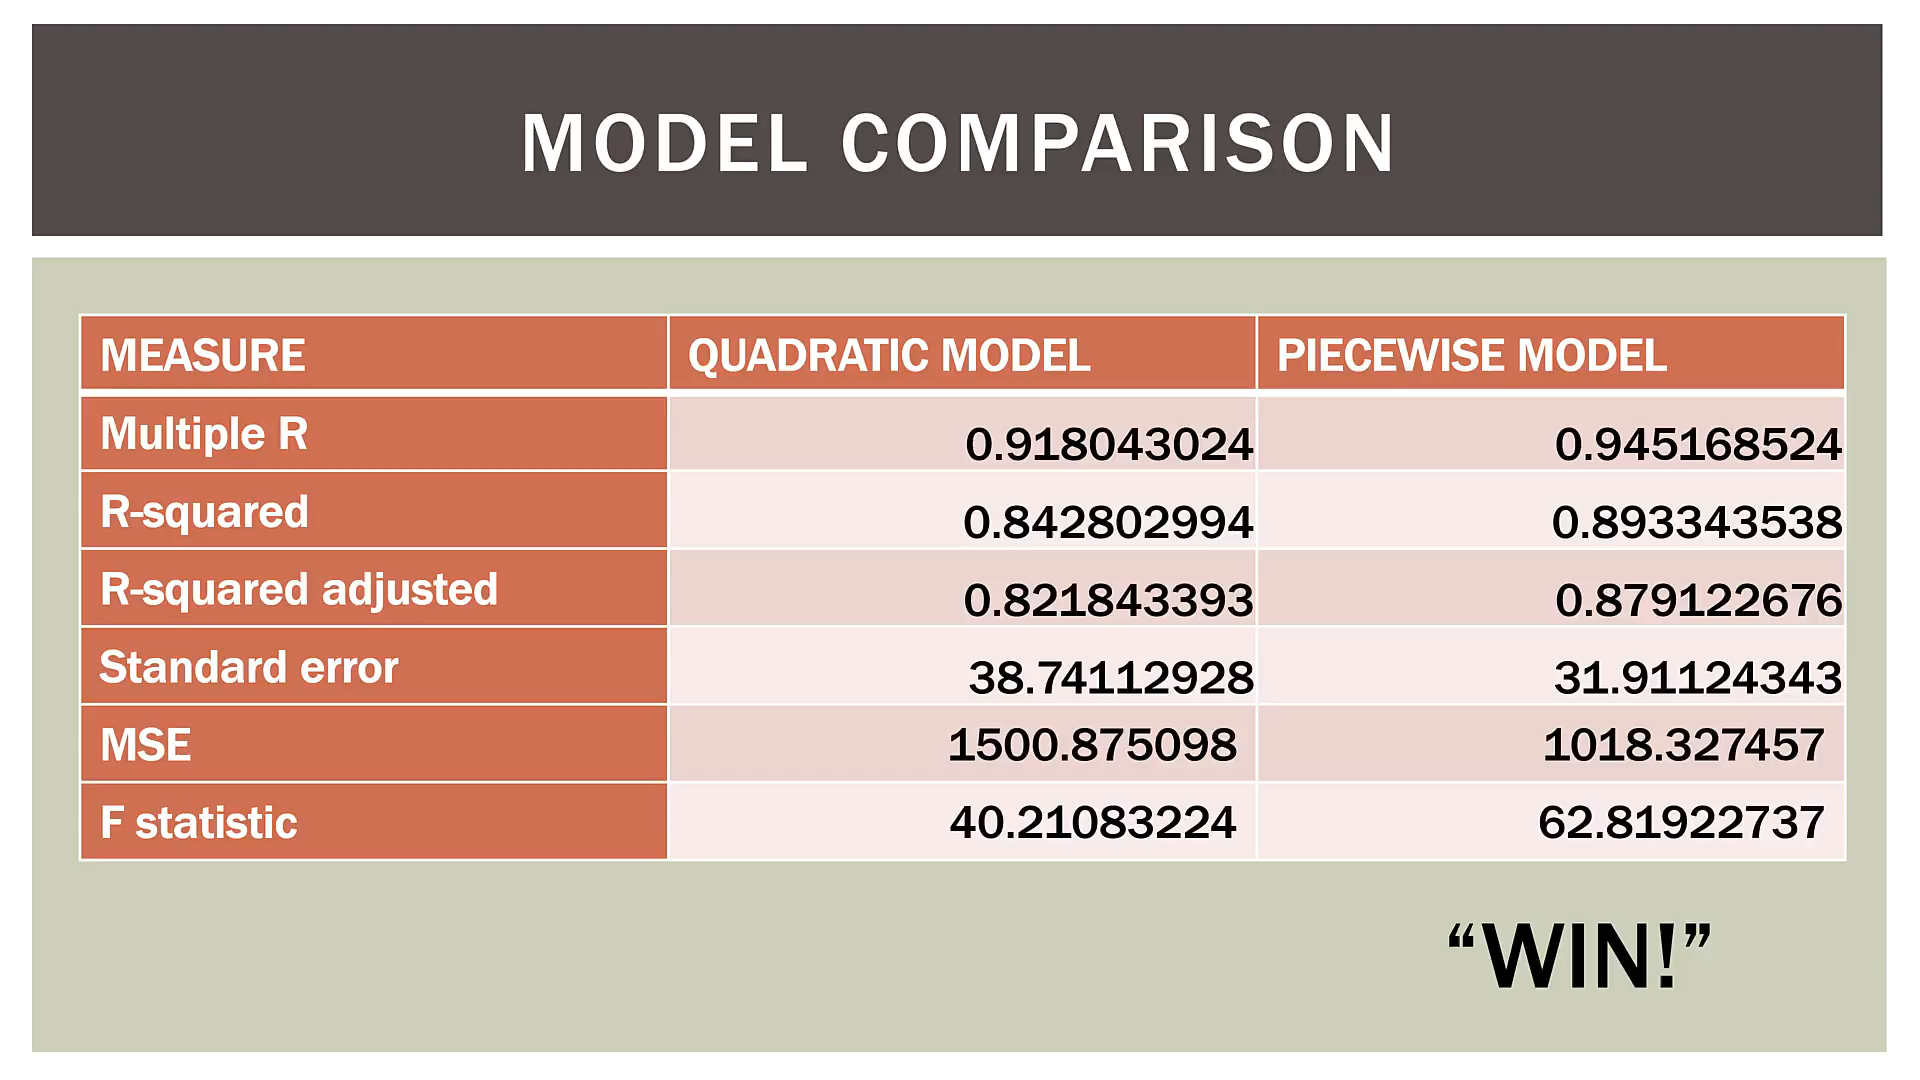 MODEL COMPARISON
MEASURE QUADRATIC MODEL PIECEWISE MODEL
Multiple R 0.918043024 0.945168524
R-squared 0.842802994 0.893343538
R-squared adjusted 0.821843393 0.879122676
Standard error 38.74112928 31.91124343
MSE 1500.875098 1018.327457
F statistic 40.21083224 62.81922737
“WIN!”